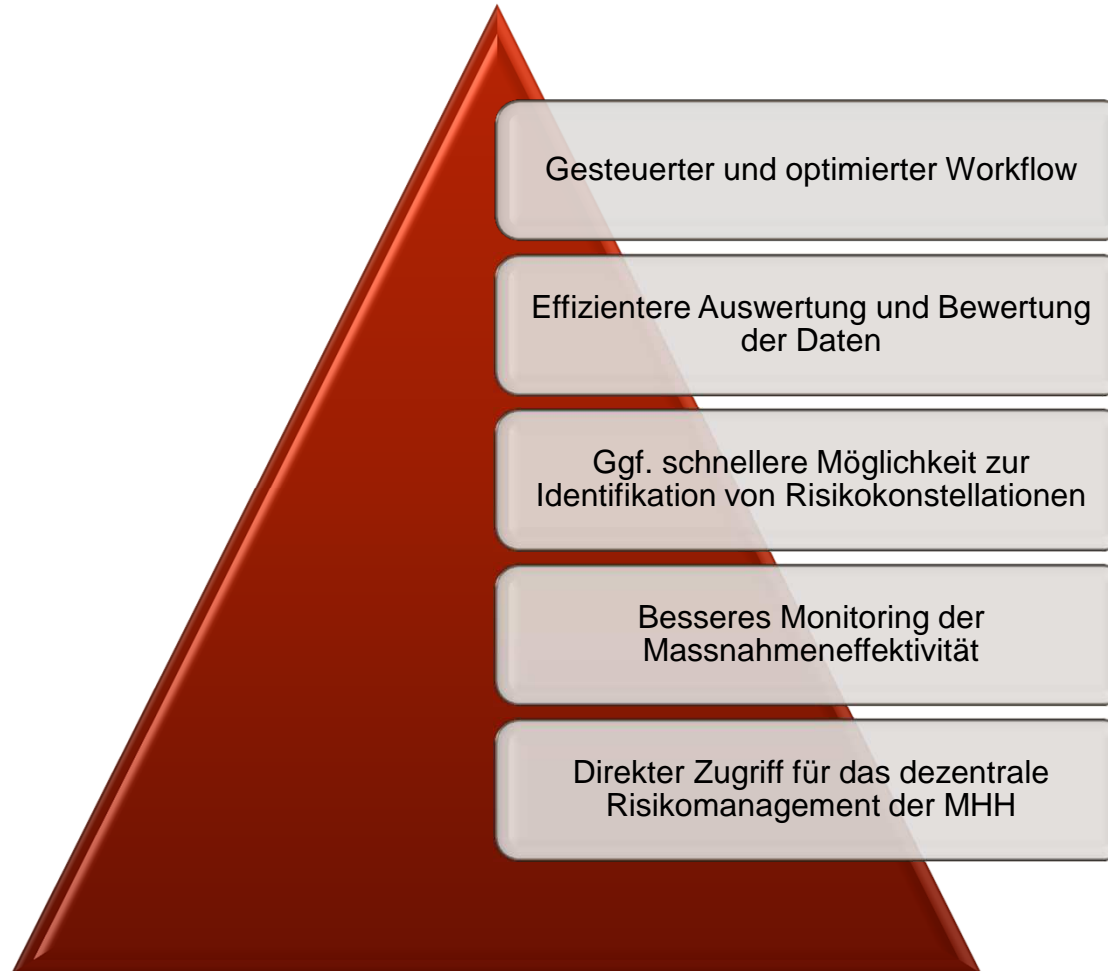 Gesteuerter und optimierter Workflow
Effizientere Auswertung und Bewertung
der Daten
Ggf. schnellere Möglichkeit zur
Identifikation von Risikokonstellationen
Besseres Monitoring der
Massnahmeneffektivität
Direkter Zugriff für das dezentrale
Risikomanagement der MHH